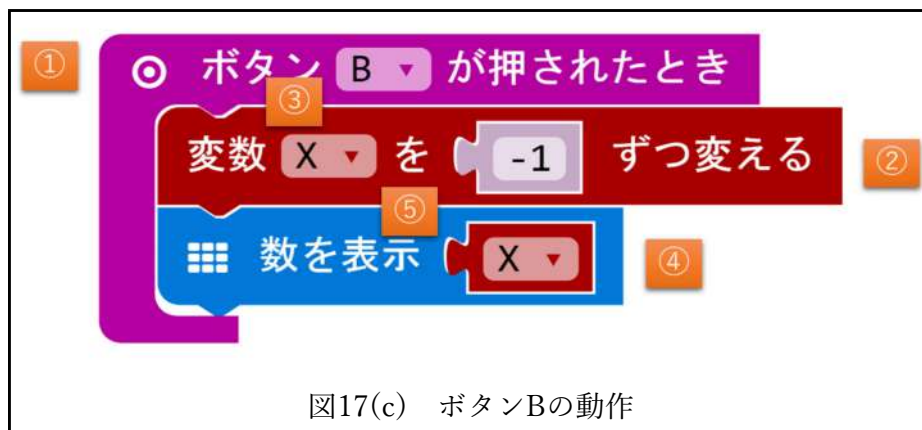 ① ボタン B が押されたとき
③
変数 X を -1 ずつ変える ②
⑤
数を表示 X ④
図17(c) ボタンBの動作